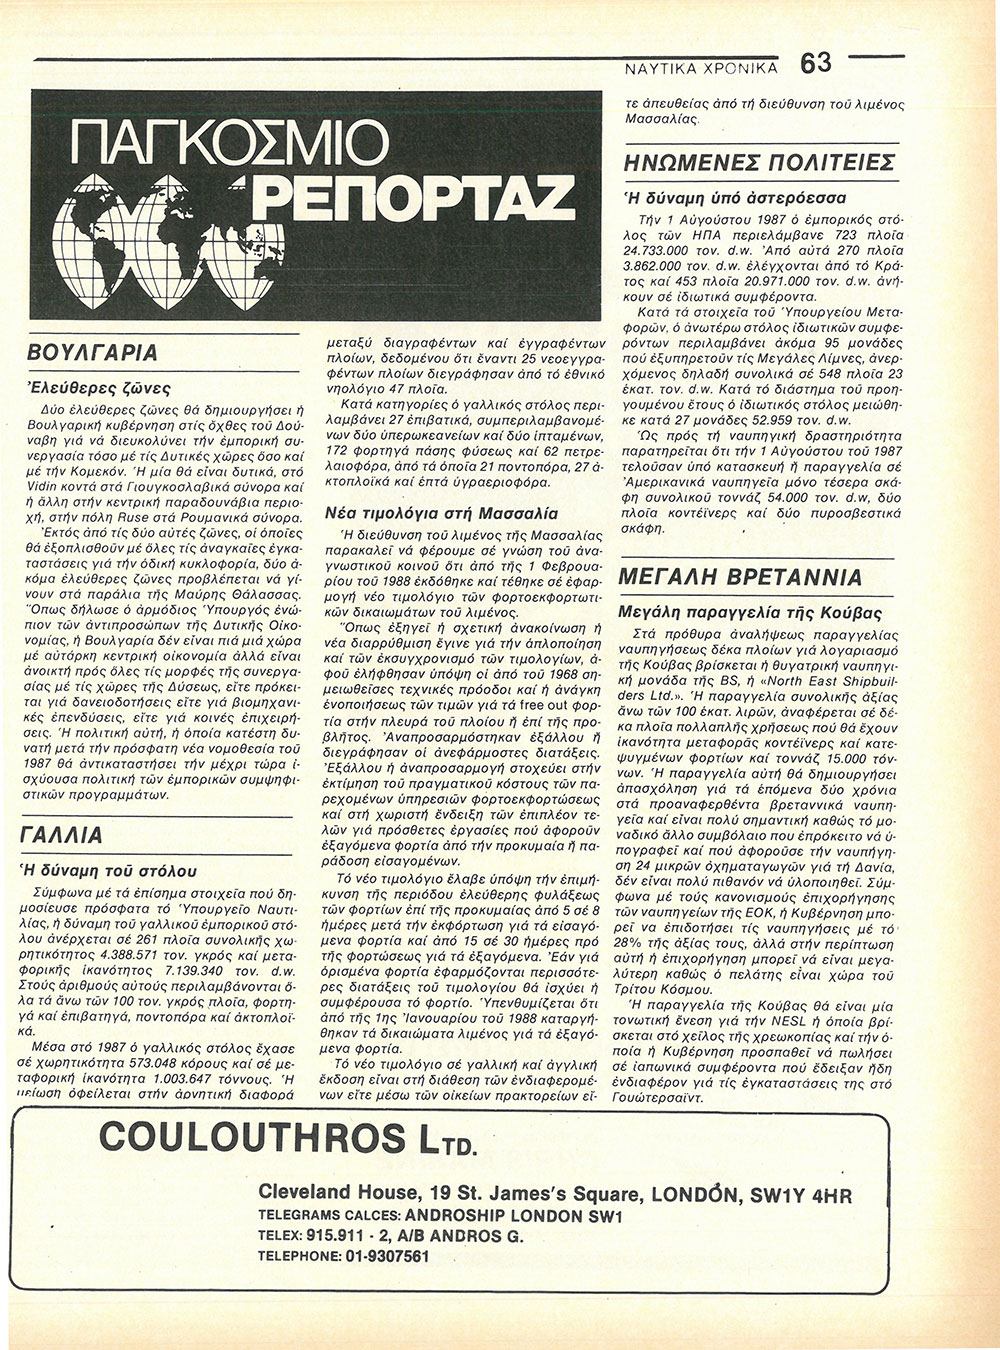 ΝΑΥΤΙΚΑ ΧΡΟΝΙΚΑ 63
ΠΑΓΚΟΣΜΙΟ
ΡΕΠΟΡΤΑΖ
ΒΟΥΛΓΑΡΙΑ
Ἐλεύθερες ζῶνες
Δύο ἐλεύθερες ζῶνες θά δημιουργήσει ἡ
Βουλγαρική κυβέρνηση στίς ὄχθες τοῦ Δού-
ναβη γιά νά διευκολύνει τήν ἐμπορική συ-
νεργασία τόσο μέ τίς Δυτικές χῶρες ὅσο καί
μέ τήν Κομεκόν. Ἡ μία θά εἶναι δυτικά, στό
Vidin κοντά στά Γιουγκοσλαβικά σύνορα καί
ἡ ἄλλη στήν κεντρική παραδουνάβια περιο-
χή, στήν πόλη Ruse στά Ρουμανικά σύνορα.
Ἐκτός ἀπό τίς δύο αὐτές ζῶνες, οἱ ὁποῖες
θά ἐξοπλισθοῦν μέ ὅλες τίς ἀναγκαῖες ἐγκα-
ταστάσεις γιά τήν ὁδική κυκλοφορία, δύο ἀ-
κόμα ἐλεύθερες ζῶνες προβλέπεται νά γί-
νουν στά παράλια τῆς Μαύρης Θάλασσας.
Ὅπως δήλωσε ὁ ἁρμόδιος Ὑπουργός ἐνώ-
πιον τῶν ἀντιπροσώπων τῆς Δυτικῆς Οἰκο-
νομίας, ἡ Βουλγαρία δέν εἶναι πιά μιά χώρα
μέ αὐτάρκη κεντρική οἰκονομία ἀλλά εἶναι
ἀνοικτή πρός ὅλες τίς μορφές τῆς συνεργα-
σίας μέ τίς χῶρες τῆς Δύσεως, εἴτε πρόκει-
ται γιά δανειοδοτήσεις εἴτε γιά βιομηχανι-
κές ἐπενδύσεις, εἴτε γιά κοινές ἐπιχειρή-
σεις. Ἡ πολιτική αὐτή, ἡ ὁποία κατέστη δυ-
νατή μετά τήν πρόσφατη νέα νομοθεσία τοῦ
1987 θά ἀντικαταστήσει τήν μέχρι τώρα ἰ-
σχύουσα πολιτική τῶν ἐμπορικῶν συμψηφι-
στικῶν προγραμμάτων.
ΓΑΛΛΙΑ
Ἡ δύναμη τοῦ στόλου
Σύμφωνα μέ τά ἐπίσημα στοιχεῖα πού δη-
μοσίευσε πρόσφατα τό Ὑπουργεῖο Ναυτι-
λίας, ἡ δύναμη τοῦ γαλλικοῦ ἐμπορικοῦ στό-
λου ἀνέρχεται σέ 261 πλοῖα συνολικῆς χω-
ρητικότητος 4.388.571 τον. γκρός καί μετα-
φορικῆς ἱκανότητος 7.139.340 τον. d.w.
Στούς ἀριθμούς αὐτούς περιλαμβάνονται ὅ-
λα τά ἄνω τῶν 100 τον. γκρός πλοῖα, φορτη-
γά καί ἐπιβατηγά, ποντοπόρα καί ἀκτοπλοϊ-
κά.
Μέσα στό 1987 ὁ γαλλικός στόλος ἔχασε
σέ χωρητικότητα 573.048 κόρους καί σέ με-
ταφορική ἱκανότητα 1.003.647 τόννους. Ἡ
μείωση ὀφείλεται στήν ἀρνητική διαφορά
μεταξύ διαγραφέντων καί ἐγγραφέντων
πλοίων, δεδομένου ὅτι ἔναντι 25 νεοεγγρα-
φέντων πλοίων διεγράφησαν ἀπό τό ἐθνικό
νηολόγιο 47 πλοῖα.
Κατά κατηγορίες ὁ γαλλικός στόλος περι-
λαμβάνει 27 ἐπιβατικά, συμπεριλαμβανομέ-
νων δύο ὑπερωκεανείων καί δύο ἱπταμένων,
172 φορτηγά πάσης φύσεως καί 62 πετρε-
λαιοφόρα, ἀπό τά ὁποῖα 21 ποντοπόρα, 27 ἀ-
κτοπλοϊκά καί ἑπτά ὑγραεριοφόρα.
Νέα τιμολόγια στή Μασσαλία
Ἡ διεύθυνση τοῦ λιμένος τῆς Μασσαλίας
παρακαλεῖ νά φέρουμε σέ γνώση τοῦ ἀνα-
γνωστικοῦ κοινοῦ ὅτι ἀπό τῆς 1 Φεβρουα-
ρίου τοῦ 1988 ἐκδόθηκε καί τέθηκε σέ ἐφαρ-
μογή νέο τιμολόγιο τῶν φορτοεκφορτωτι-
κῶν δικαιωμάτων τοῦ λιμένος.
Ὅπως ἐξηγεῖ ἡ σχετική ἀνακοίνωση ἡ
νέα διαρρύθμιση ἔγινε γιά τήν ἁπλοποίηση
καί τῶν ἐκσυγχρονισμό τῶν τιμολογίων, ἀ-
φοῦ ἐλήφθησαν ὑπόψη οἱ ἀπό τοῦ 1968 ση-
μειωθεῖσες τεχνικές πρόοδοι καί ἡ ἀνάγκη
ἑνοποιήσεως τῶν τιμῶν γιά τά free out φορ-
τία στήν πλευρά τοῦ πλοίου ἤ ἐπί τῆς προ-
βλῆτος. Ἀναπροσαρμόστηκαν ἐξάλλου ἤ
διεγράφησαν οἱ ἀνεφάρμοστες διατάξεις.
Ἐξάλλου ἡ ἀναπροσαρμογή στοχεύει στήν
ἐκτίμηση τοῦ πραγματικοῦ κόστους τῶν πα-
ρεχομένων ὑπηρεσιῶν φορτοεκφορτώσεως
καί στή χωριστή ἔνδειξη τῶν ἐπιπλέον τε-
λῶν γιά πρόσθετες ἐργασίες πού ἀφοροῦν
ἐξαγόμενα φορτία ἀπό τήν προκυμαία ἤ πα-
ράδοση εἰσαγομένων.
Τό νέο τιμολόγιο ἔλαβε ὑπόψη τήν ἐπιμή-
κυνση τῆς περιόδου ἐλεύθερης φυλάξεως
τῶν φορτίων ἐπί τῆς προκυμαίας ἀπό 5 σέ 8
ἡμέρες μετά τήν ἐκφόρτωση γιά τά εἰσαγό-
μενα φορτία καί ἀπό 15 σέ 30 ἡμέρες πρό
τῆς φορτώσεως γιά τά ἐξαγόμενα. Ἐάν γιά
ὁρισμένα φορτία ἐφαρμόζονται περισσότε-
ρες διατάξεις τοῦ τιμολογίου θά ἰσχύει ἡ
συμφέρουσα τό φορτίο. Ὑπενθυμίζεται ὅτι
ἀπό τῆς 1ης Ἰανουαρίου τοῦ 1988 καταργή-
θηκαν τά δικαιώματα λιμένος γιά τά ἐξαγό-
μενα φορτία.
Τό νέο τιμολόγιο σέ γαλλική καί ἀγγλική
ἔκδοση εἶναι στή διάθεση τῶν ἐνδιαφερομέ-
νων εἴτε μέσω τῶν οἰκείων πρακτορείων εἴ-
τε ἀπευθείας ἀπό τή διεύθυνση τοῦ λιμένος
Μασσαλίας.
ΗΝΩΜΕΝΕΣ ΠΟΛΙΤΕΙΕΣ
Ἡ δύναμη ὑπό ἀστερόεσσα
Τήν 1 Αὐγούστου 1987 ὁ ἐμπορικός στό-
λος τῶν ΗΠΑ περιελάμβανε 723 πλοῖα
24.733.000 τον. d.w. Ἀπό αὐτά 270 πλοῖα
3.862.000 τον. d.w. ἐλέγχονται ἀπό τό Κρά-
τος καί 453 πλοῖα 20.971.000 τον. d.w. ἀνή-
κουν σέ ἰδιωτικά συμφέροντα.
Κατά τά στοιχεῖα τοῦ Ὑπουργείου Μετα-
φορῶν, ὁ ἀνωτέρω στόλος ἰδιωτικῶν συμφε-
ρόντων περιλαμβάνει ἀκόμα 95 μονάδες
πού ἐξυπηρετοῦν τίς Μεγάλες Λίμνες, ἀνερ-
χόμενος δηλαδή συνολικά σέ 548 πλοῖα 23
ἑκατ. τον. d.w. Κατά τό διάστημα τοῦ προη-
γουμένου ἔτους ὁ ἰδιωτικός στόλος μειώθη-
κε κατά 27 μονάδες 52.959 τον. d.w.
Ὡς πρός τή ναυπηγική δραστηριότητα
παρατηρεῖται ὅτι τήν 1 Αὐγούστου τοῦ 1987
τελοῦσαν ὑπό κατασκευή ἤ παραγγελία σέ
Ἀμερικανικά ναυπηγεῖα μόνο τέσερα σκά-
φη συνολικοῦ τοννάζ 54.000 τον. d.w, δύο
πλοῖα κοντέϊνερς καί δύο πυροσβεστικά
σκάφη.
ΜΕΓΑΛΗ ΒΡΕΤΑΝΝΙΑ
Μεγάλη παραγγελία τῆς Κούβας
Στά πρόθυρα ἀναλήψεως παραγγελίας
ναυπηγήσεως δέκα πλοίων γιά λογαριασμό
τῆς Κούβας βρίσκεται ἡ θυγατρική ναυπηγι-
κή μονάδα τῆς BS, ἡ «North East Shipbuil-
ders Ltd.». Ἡ παραγγελία συνολικῆς ἀξίας
ἄνω τῶν 100 ἑκατ. λιρῶν, ἀναφέρεται σέ δέ-
κα πλοῖα πολλαπλῆς χρήσεως πού θά ἔχουν
ἱκανότητα μεταφορᾶς κοντέϊνερς καί κατε-
ψυγμένων φορτίων καί τοννάζ 15.000 τόν-
νων. Ἡ παραγγελία αὐτή θά δημιουργήσει
ἀπασχόληση γιά τά ἑπόμενα δύο χρόνια
στά προαναφερθέντα βρεταννικά ναυπη-
γεῖα καί εἶναι πολύ σημαντική καθώς τό μο-
ναδικό ἄλλο συμβόλαιο που ἐπρόκειτο νά ὑ-
πογραφεῖ καί πού ἀφοροῦσε τήν ναυπήγη-
ση 24 μικρῶν ὀχηματαγωγῶν γιά τή Δανία,
δέν εἶναι πολύ πιθανόν νά ὑλοποιηθεῖ. Σύμ-
φωνα μέ τούς κανονισμούς ἐπιχορήγησης
τῶν ναυπηγείων τῆς ΕΟΚ, ἡ Κυβέρνηση μπο-
ρεῖ να ἐπιδοτήσει τίς ναυπηγήσεις μέ τό
28% τῆς ἀξίας τους, ἀλλά στήν περίπτωση
αὐτή ἡ ἐπιχορήγηση μπορεῖ νά εἶναι μεγα-
λύτερη καθώς ὁ πελάτης εἶναι χώρα τοῦ
Τρίτου Κόσμου.
Ἡ παραγγελία τῆς Κούβας θά εἶναι μία
τονωτική ἔνεση γιά τήν NESL ἡ ὁποία βρί-
σκεται στό χεῖλος τῆς χρεωκοπίας καί τήν ὁ-
ποία ἡ Κυβέρνηση προσπαθεῖ νά πωλήσει
σέ ἰαπωνικά συμφέροντα πού ἔδειξαν ἤδη
ἐνδιαφέρον γιά τίς ἐγκαταστάσεις της στό
Γουώτερσαϊντ.
COULOUTHROS LTD.
Cleveland House, 19 St. James's Square, LONDON, SW1Y 4HR
TELEGRAMS CALCES: ANDROSHIP LONDON SW1
TELEX: 915.911 - 2, A/B ANDROS G.
TELEPHONE: 01-9307561